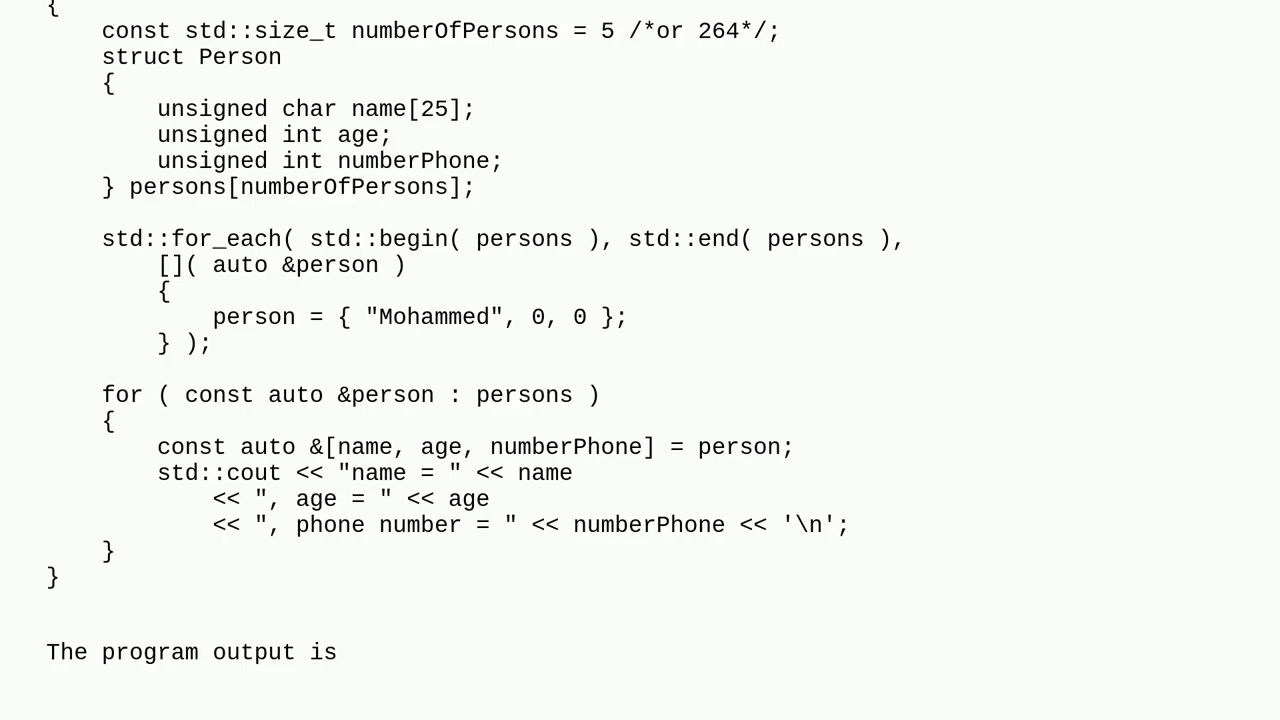 {
    const std::size_t numberOfPersons = 5 /*or 264*/;
    struct Person
    {
        unsigned char name[25];
        unsigned int age;
        unsigned int numberPhone;
    } persons[numberOfPersons];

    std::for_each( std::begin( persons ), std::end( persons ),
        []( auto &person )
        {
            person = { "Mohammed", 0, 0 };
        } );

    for ( const auto &person : persons )
    {
        const auto &[name, age, numberPhone] = person;
        std::cout << "name = " << name
            << ", age = " << age
            << ", phone number = " << numberPhone << '\n';
    }
}

The program output is